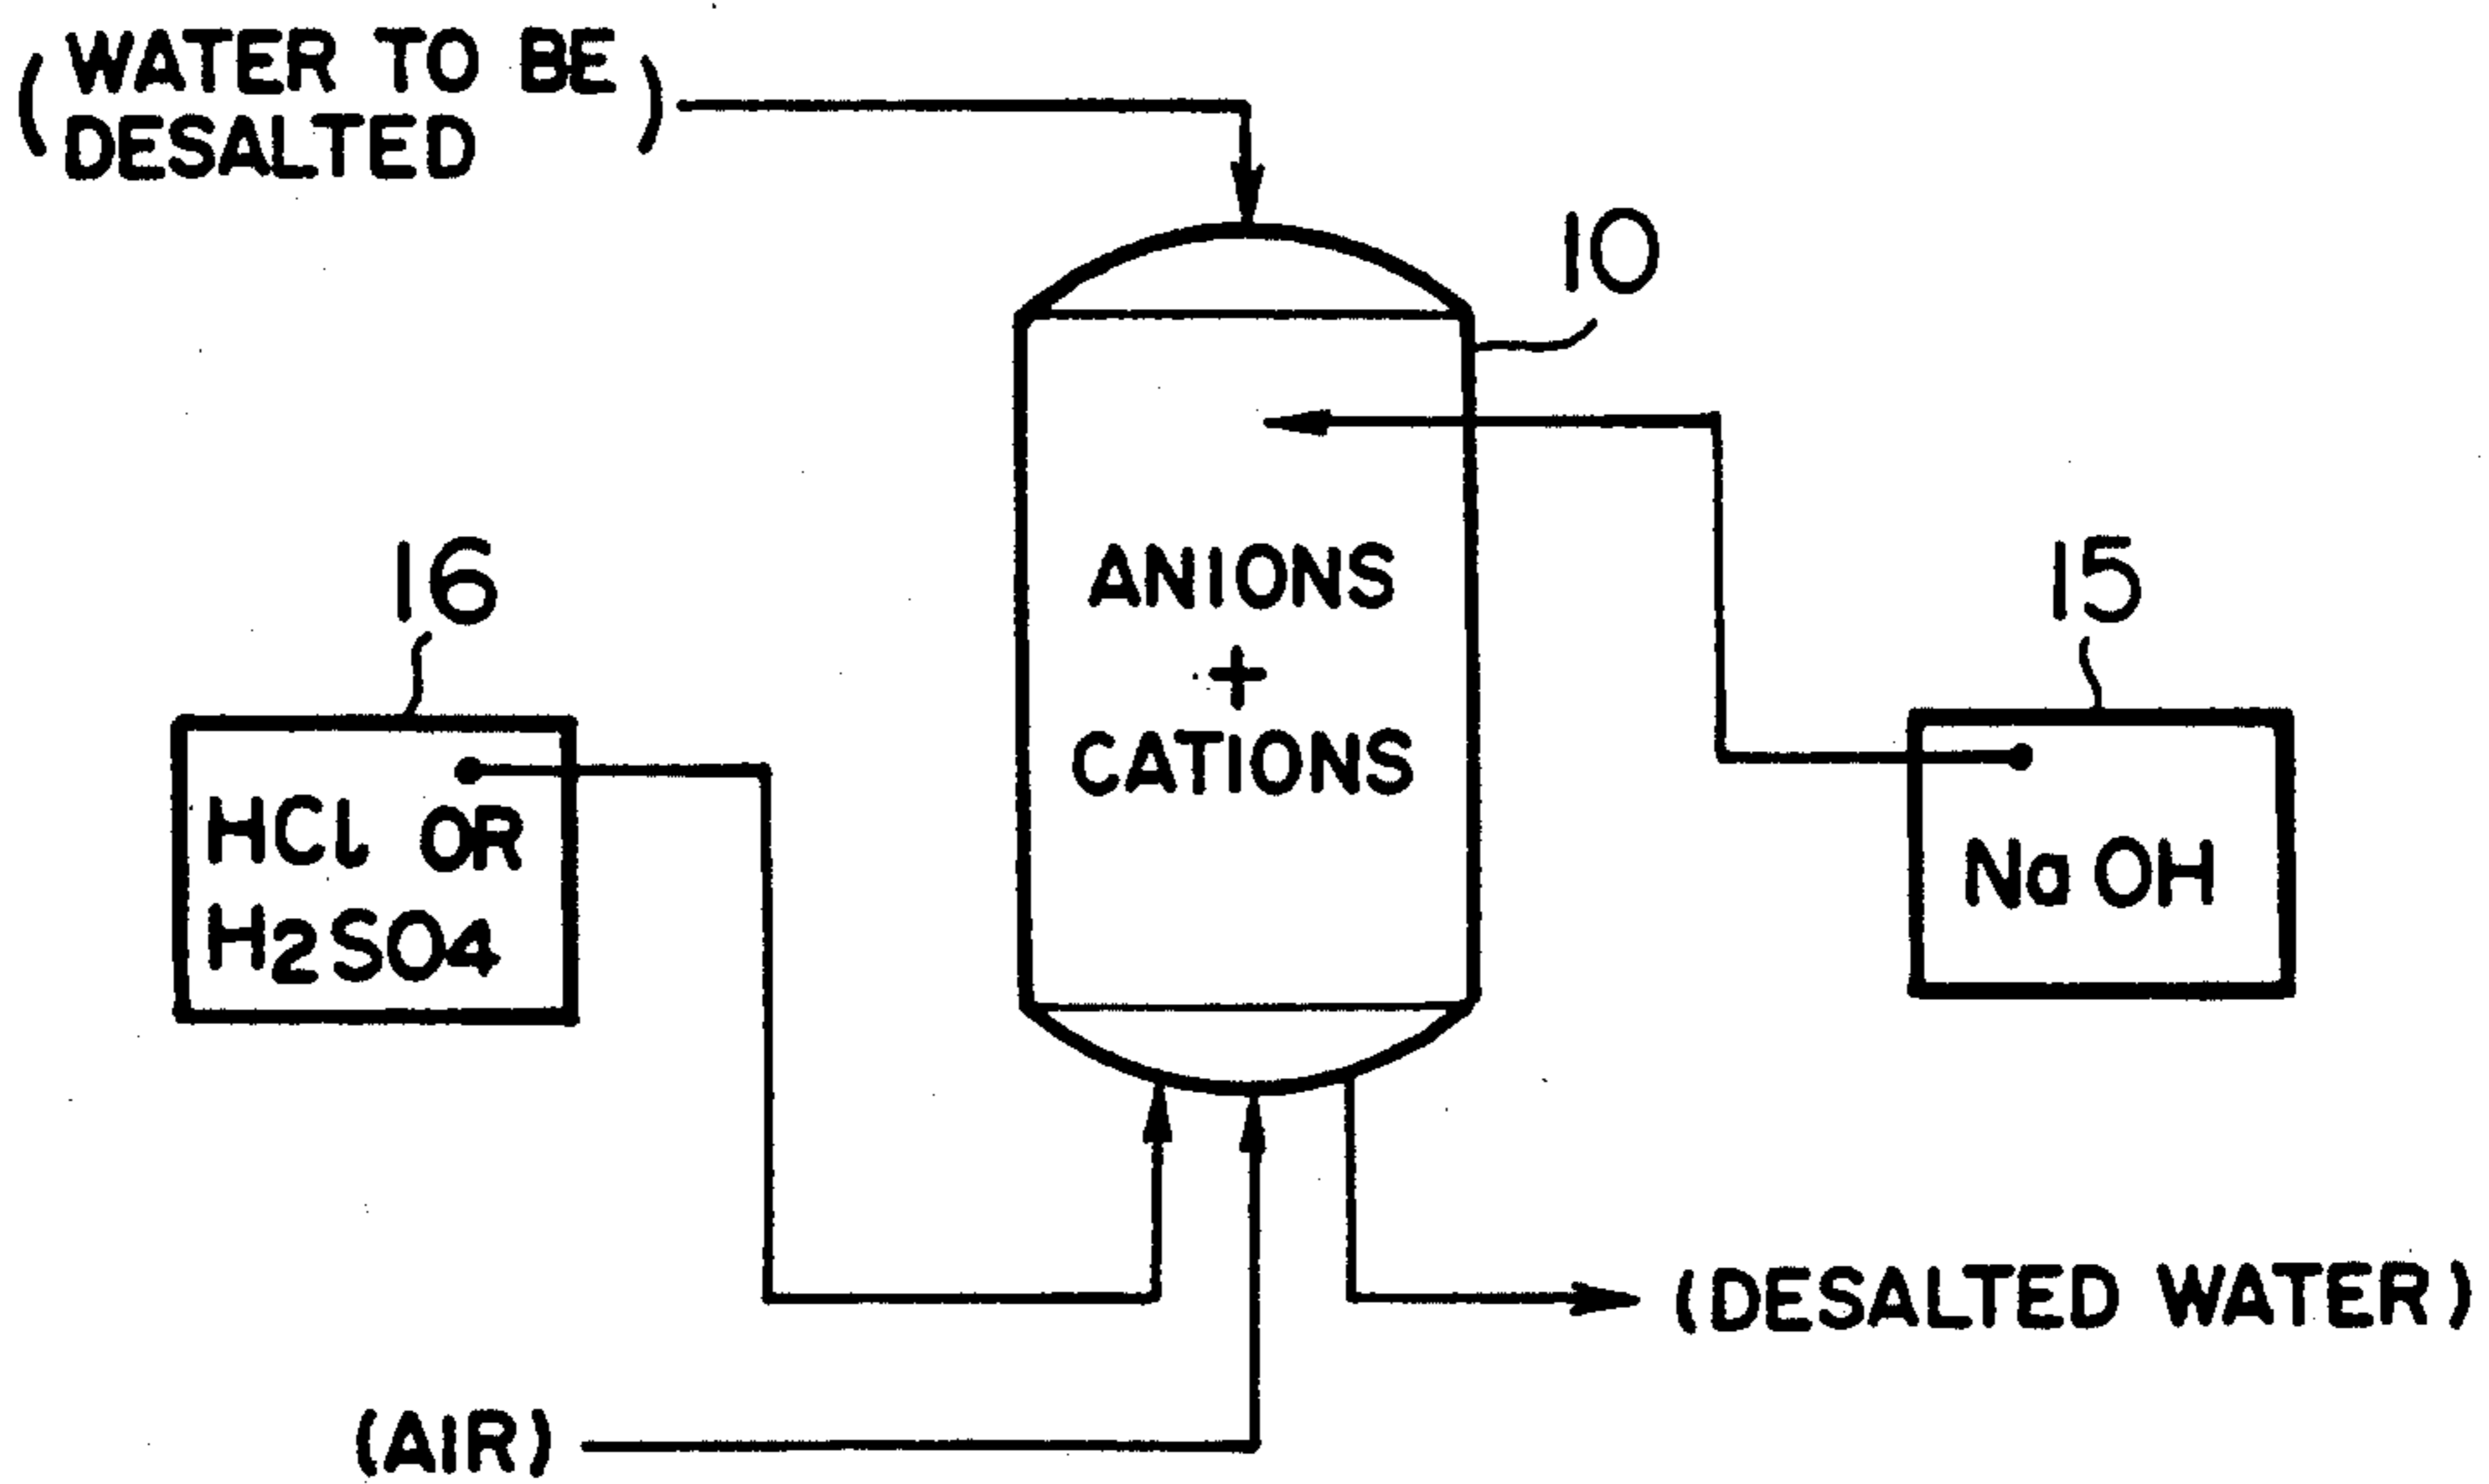 (WATER TO BE
DESALTED)
10
16
15
ANIONS
+
CATIONS
HCl OR
H2SO4
NaOH
(DESALTED WATER)
(AIR)